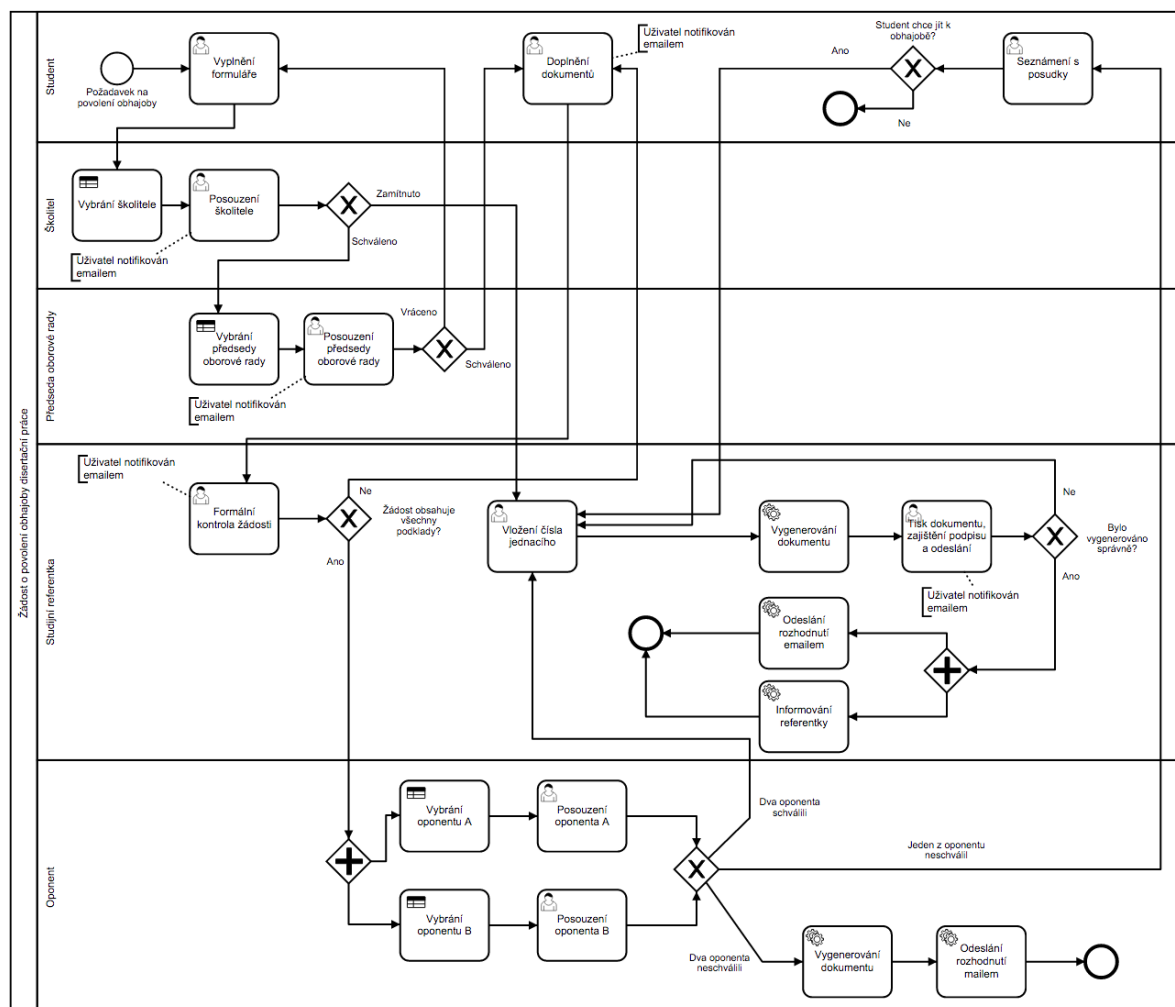 Žádost o povolení obhajoby disertační práce
Student
Požadavek na
povolení obhajoby
Vyplnění
formuláře
Doplnění
dokumentů
Uživatel notifikován
emailem
Student chce jít k
obhajobě?
Ano
Ne
Seznámení s
posudky
Školitel
Vybrání školitele
Posouzení
školitele
Uživatel notifikován
emailem
Zamítnuto
Schváleno
Předseda oborové rady
Vybrání
předsedy
oborové rady
Posouzení
předsedy
oborové rady
Uživatel notifikován
emailem
Vráceno
Schváleno
Studijní referentka
Uživatel notifikován
emailem
Formální
kontrola žádosti
Ne
Žádost obsahuje
všechny
podklady?
Ano
Vložení čísla
jednacího
Vygenerování
dokumentu
Tisk dokumentu,
zajištění podpisu
a odeslání
Uživatel notifikován
emailem
Ne
Bylo
vygenerováno
správně?
Ano
Odeslání
rozhodnutí
emailem
Informování
referentky
Oponent
Vybrání
oponentu A
Posouzení
oponenta A
Vybrání
oponentu B
Posouzení
oponenta B
Dva oponenta
schválili
Jeden z oponentu
neschválil
Dva oponenta
neschválili
Vygenerování
dokumentu
Odeslání
rozhodnutí
mailem